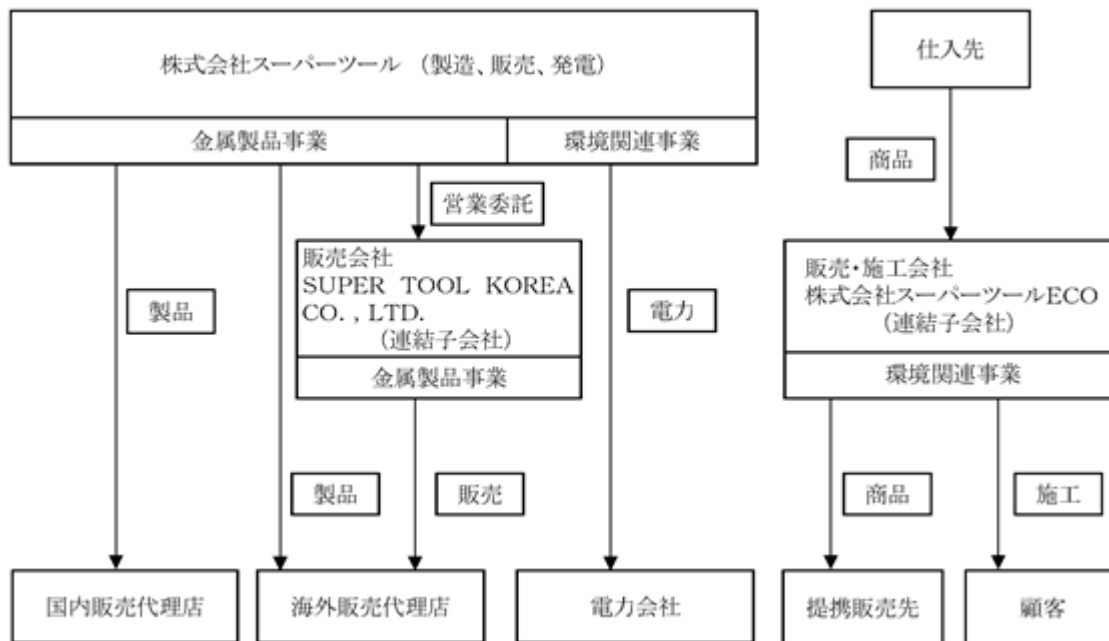 株式会社スーパーツール (製造、販売、発電)
金属製品事業
環境関連事業
仕入先
商品
営業委託
製品
販売会社
SUPER TOOL KOREA
CO. , LTD.
(連結子会社)
金属製品事業
電力
販売・施工会社
株式会社スーパーツールECO
(連結子会社)
環境関連事業
製品
販売
商品
施工
国内販売代理店
海外販売代理店
電力会社
提携販売先
顧客